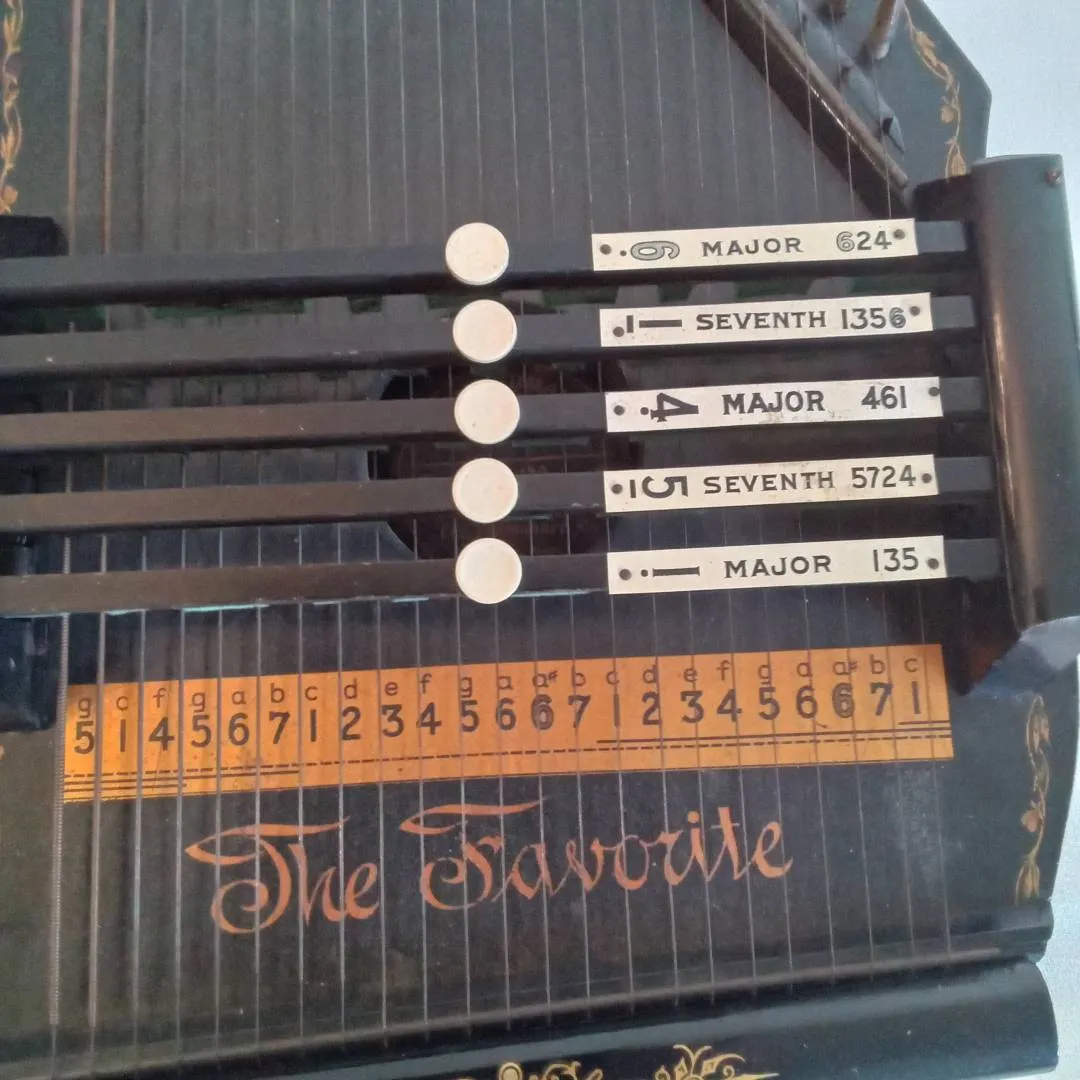 6 MAJOR 624
1 SEVENTH 1356
4 MAJOR 461
5 SEVENTH 5724
1 MAJOR 135
g c f g a b c d e f g a a# b c d e f g a a# b c
5 1 4 5 6 7 1 2 3 4 5 6 6 7 1 2 3 4 5 6 6 7 1
The Favorite